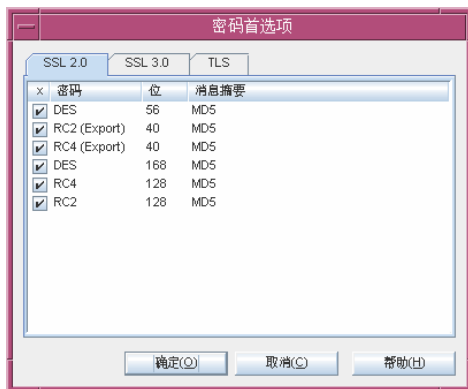 密码首选项
SSL 2.0 SSL 3.0 TLS
x 密码 位 消息摘要
DES 56 MD5
RC2 (Export) 40 MD5
RC4 (Export) 40 MD5
DES 168 MD5
RC4 128 MD5
RC2 128 MD5
确定(O) 取消(C) 帮助(H)